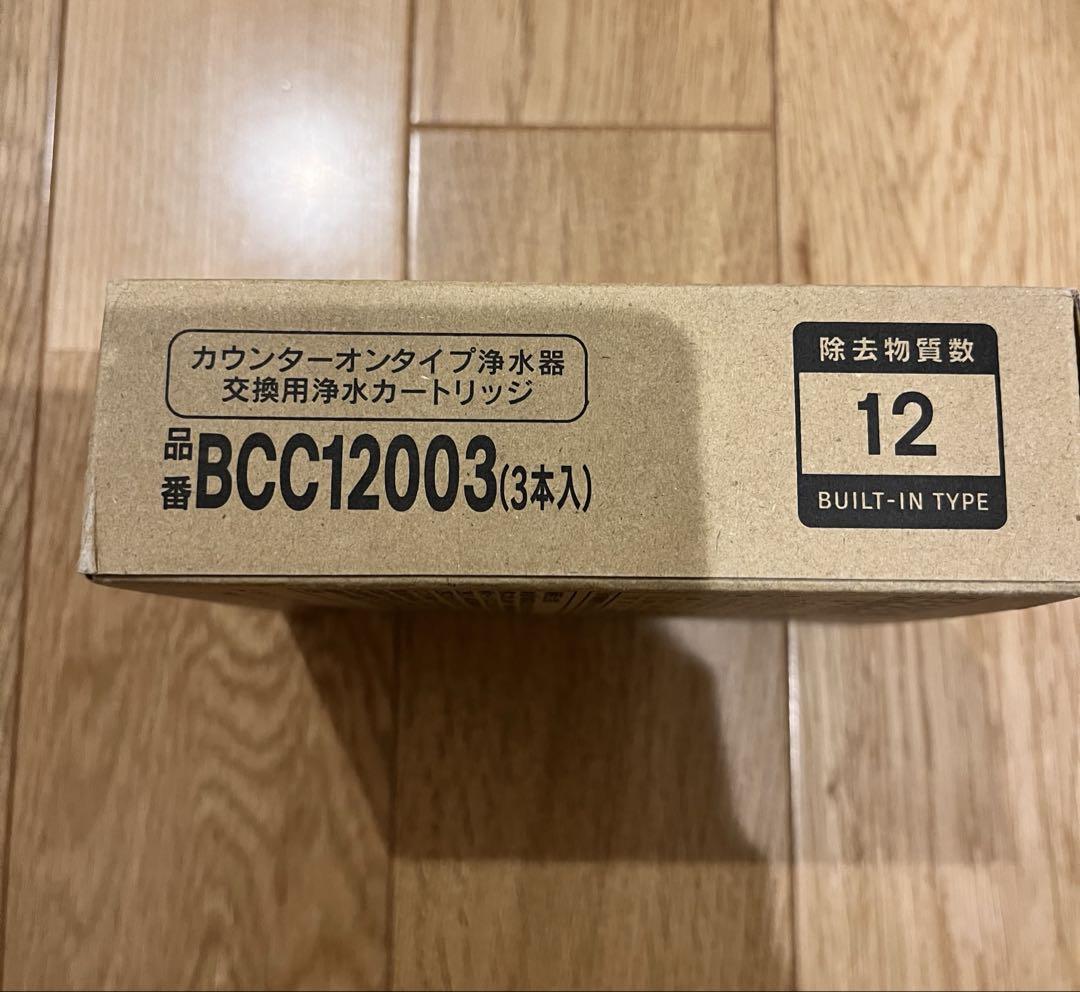 カウンターオンタイプ浄水器
交換用浄水カートリッジ
品番BCC12003(3本入)
除去物質数
12
BUILT-IN TYPE